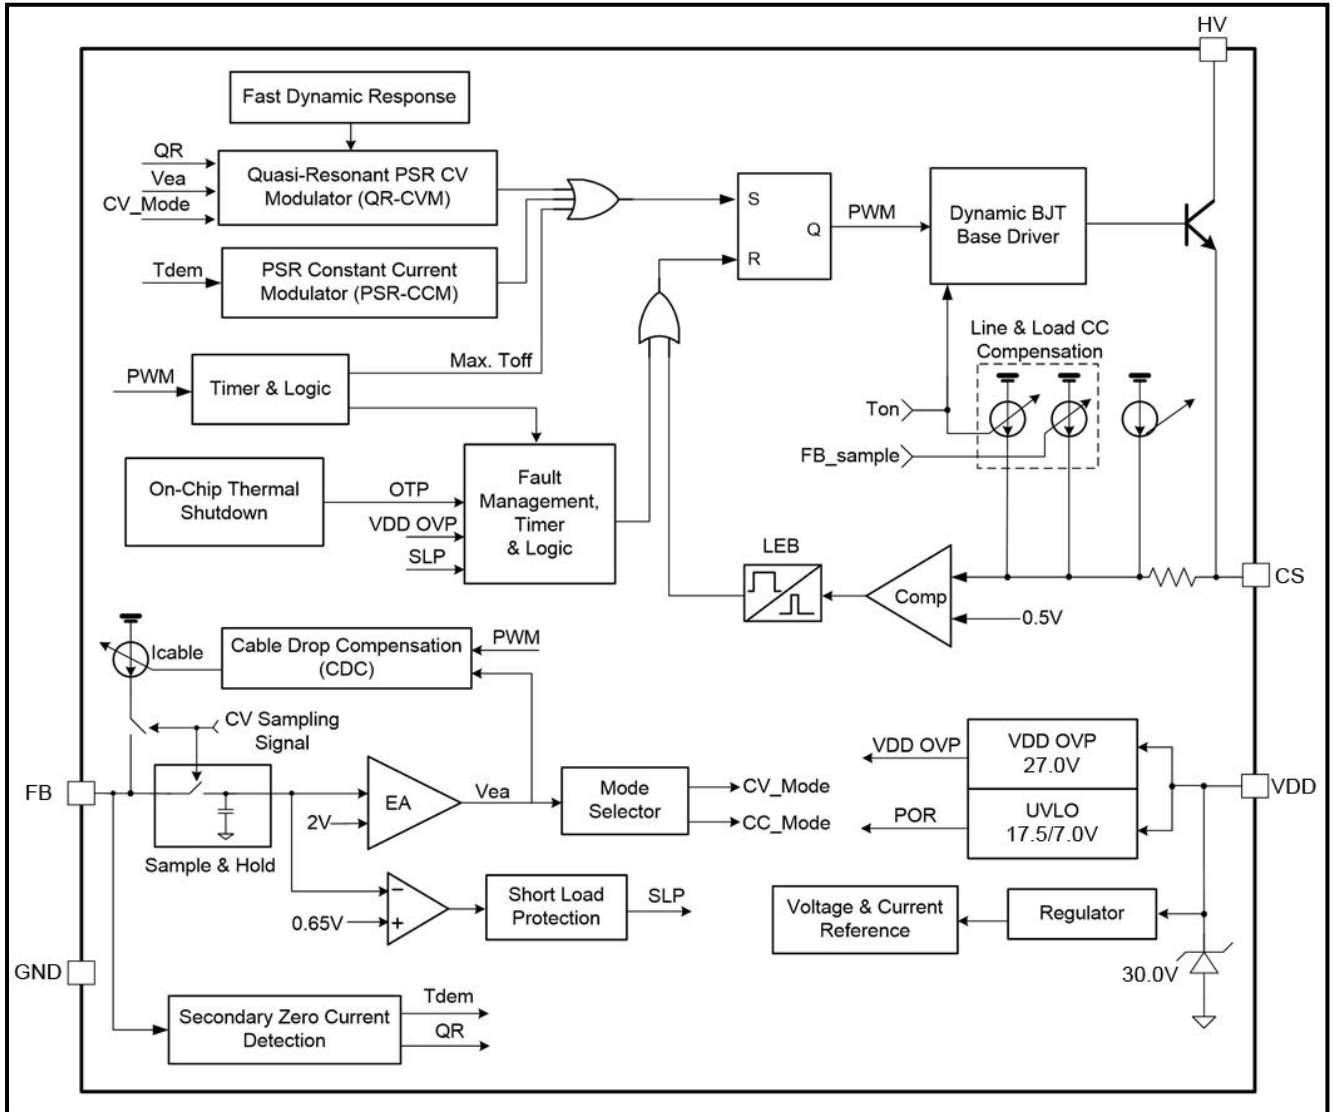 HV
Fast Dynamic Response
QR
Vea
CV_Mode
Quasi-Resonant PSR CV
Modulator (QR-CVM)
S
R
Q
PWM
Dynamic BJT
Base Driver
Tdem
PSR Constant Current
Modulator (PSR-CCM)
Line & Load CC
Compensation
Max. Toff
PWM
Timer & Logic
Ton
FB_sample
On-Chip Thermal
Shutdown
OTP
VDD OVP
SLP
Fault
Management,
Timer
& Logic
LEB
Comp
0.5V
CS
Icable
Cable Drop Compensation
(CDC)
PWM
CV Sampling
Signal
FB
Sample & Hold
2V
EA
Vea
Mode
Selector
CV_Mode
CC_Mode
VDD OVP
POR
VDD OVP
27.0V
UVLO
17.5/7.0V
VDD
0.65V
−
+
Short Load
Protection
SLP
Voltage & Current
Reference
Regulator
30.0V
GND
Secondary Zero Current
Detection
Tdem
QR